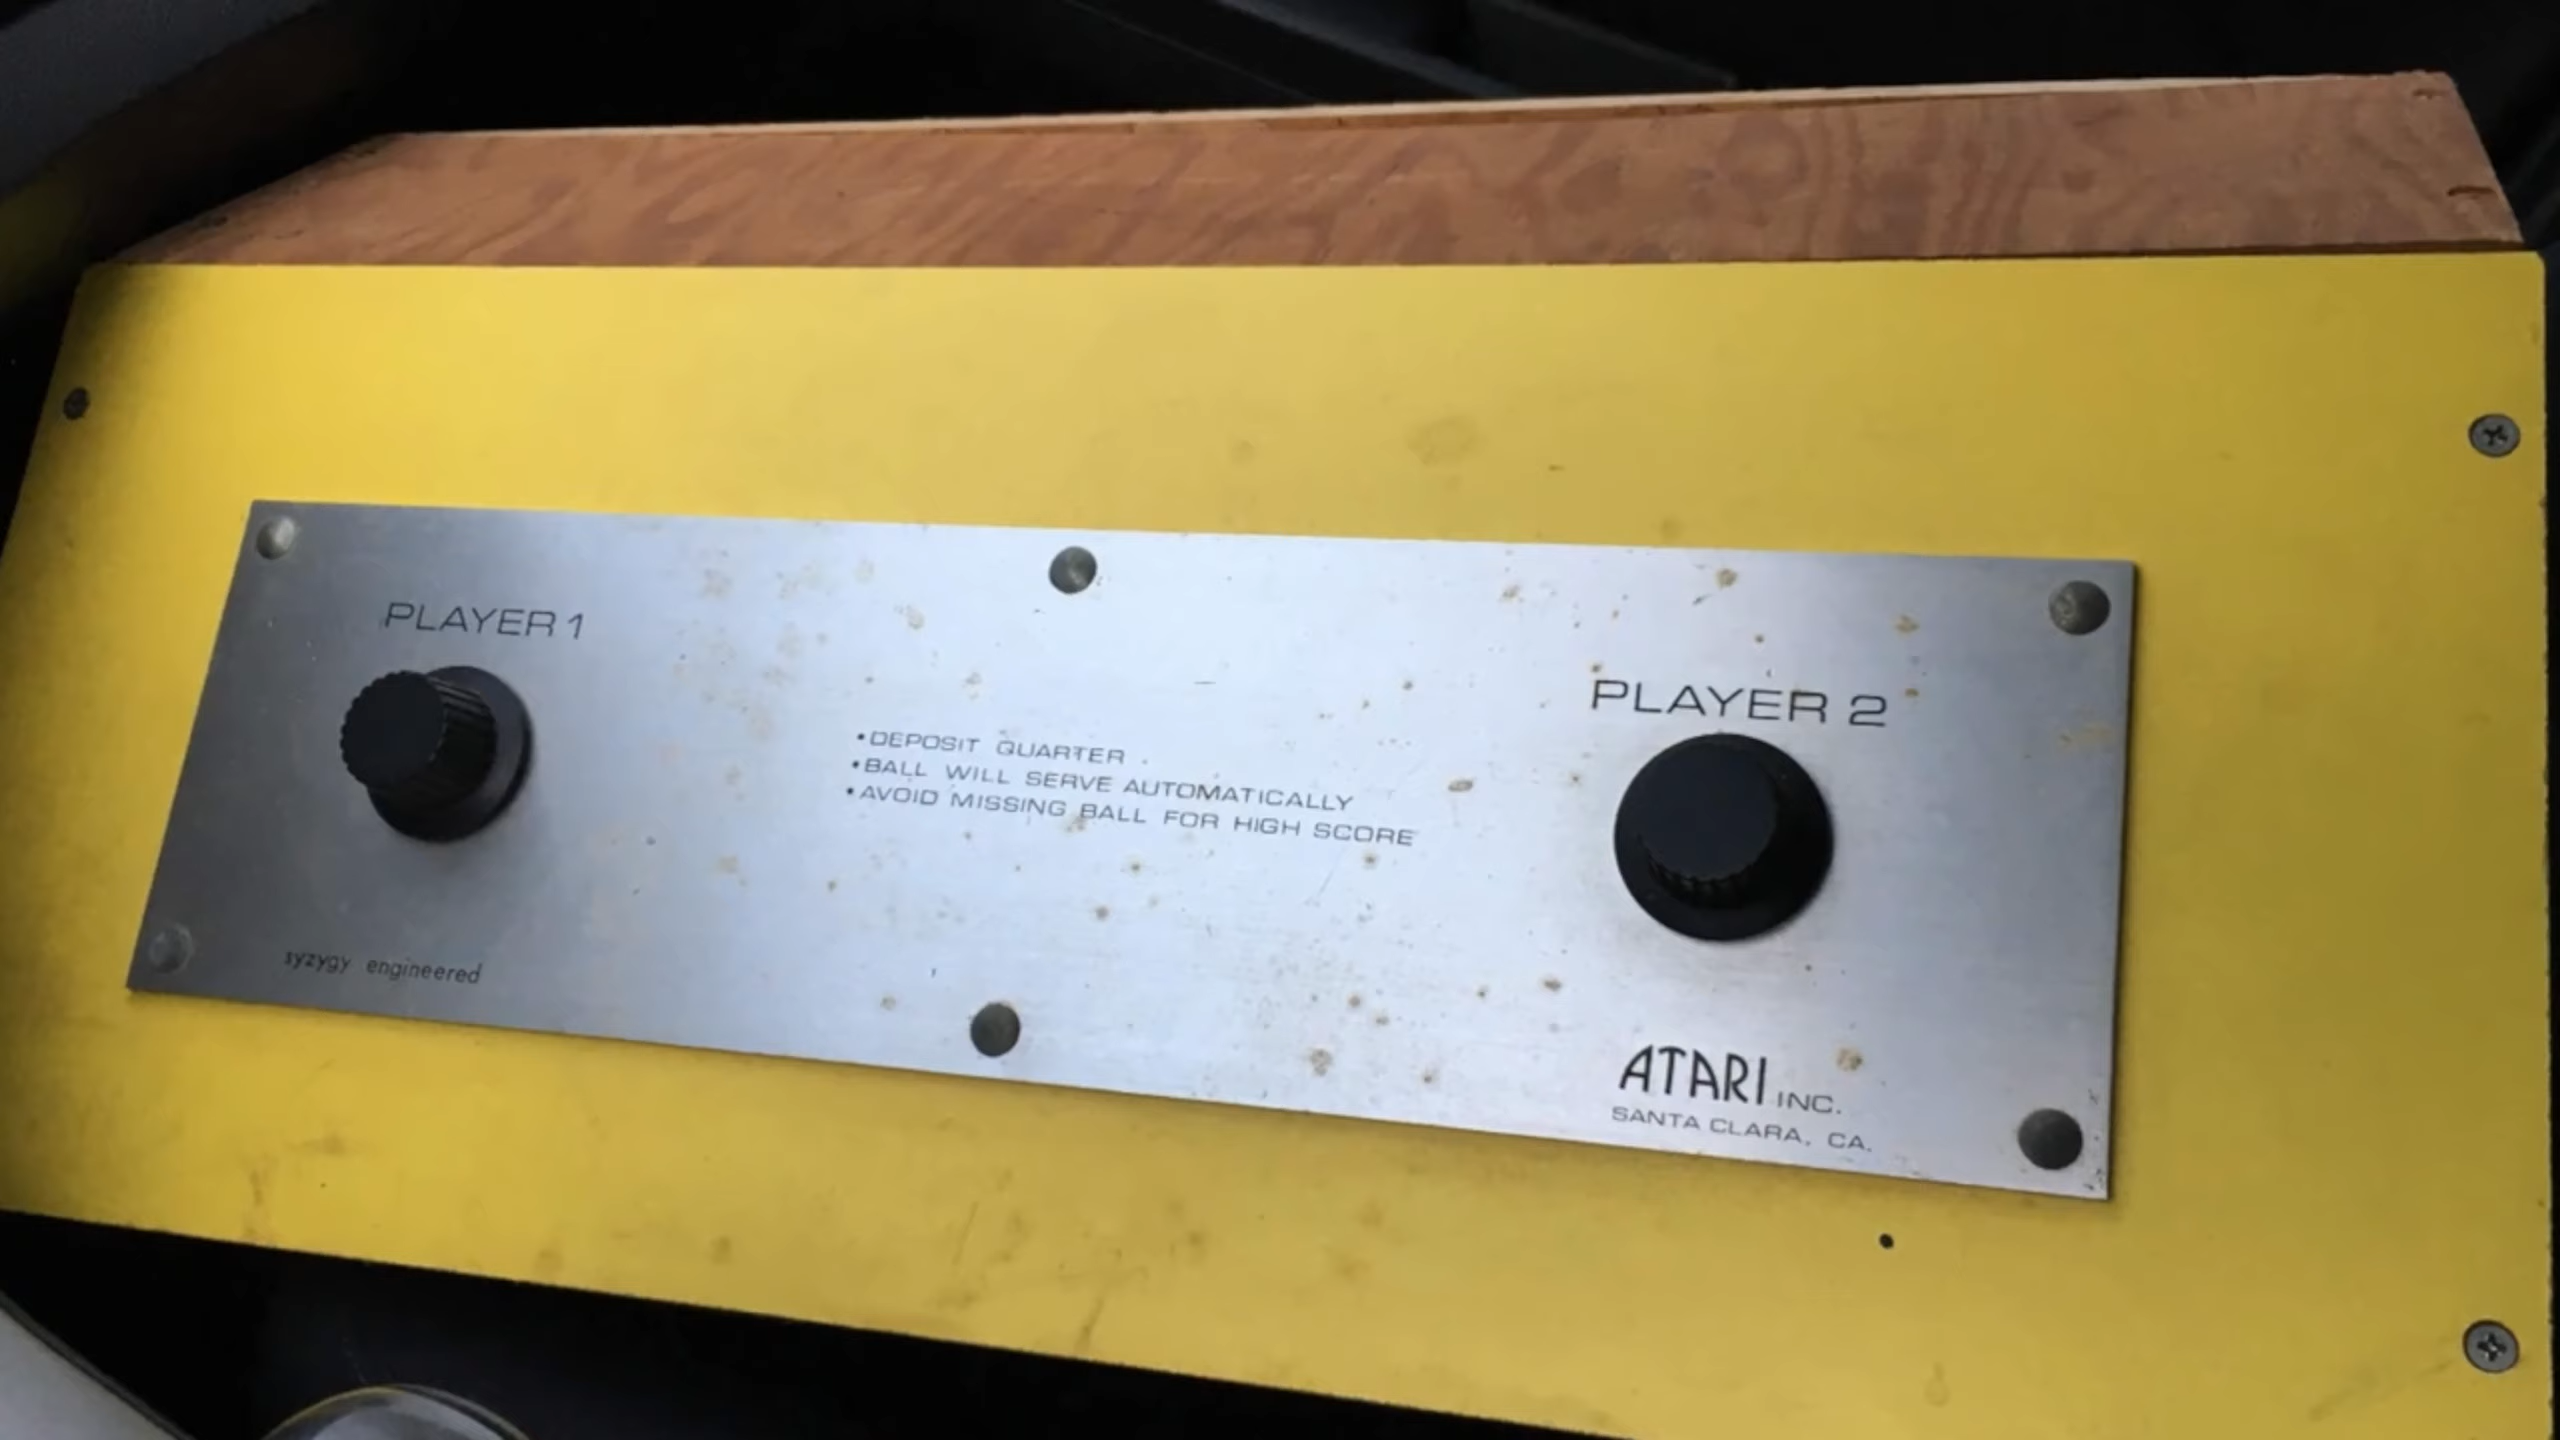 PLAYER 1
PLAYER 2
•DEPOSIT QUARTER
•BALL WILL SERVE AUTOMATICALLY
•AVOID MISSING BALL FOR HIGH SCORE
syzygy engineered
ATARI INC.
SANTA CLARA, CA.